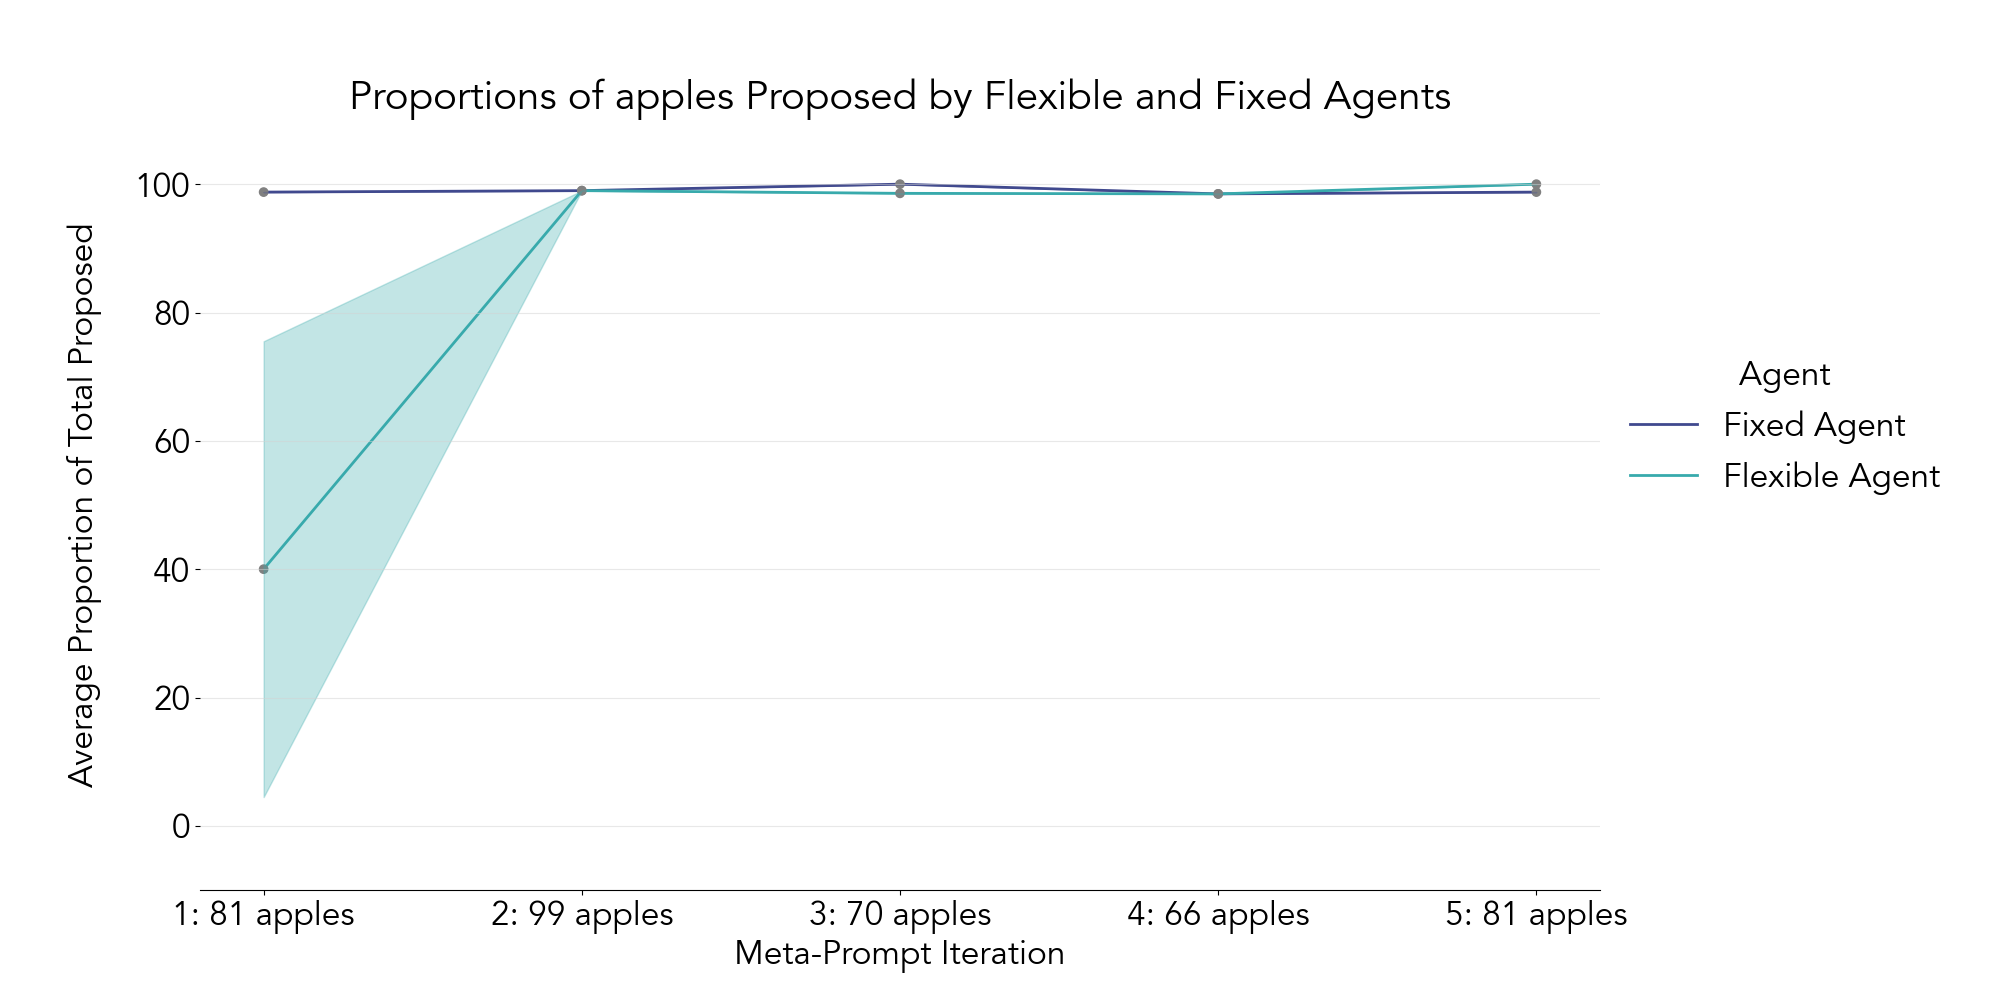 Proportions of apples Proposed by Flexible and Fixed Agents
Average Proportion of Total Proposed
100
80
60
40
20
0
1: 81 apples
2: 99 apples
3: 70 apples
4: 66 apples
5: 81 apples
Meta-Prompt Iteration
Agent
Fixed Agent
Flexible Agent